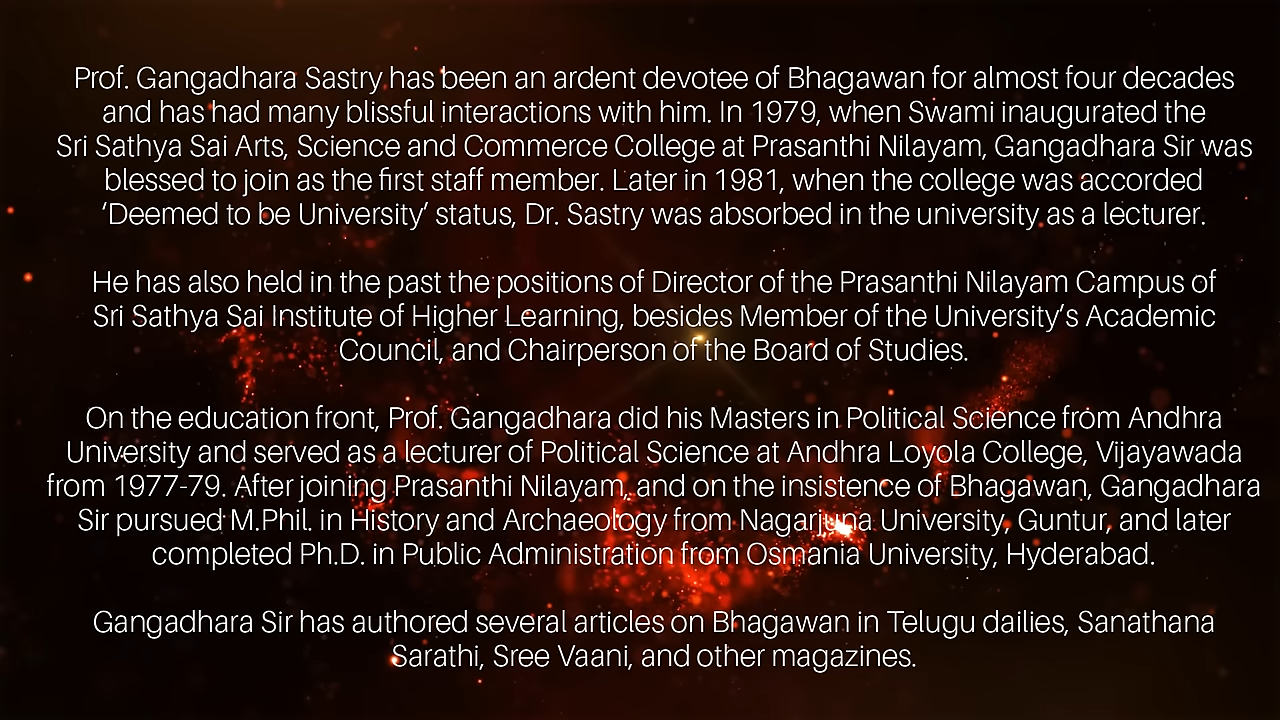 Prof. Gangadhara Sastry has been an ardent devotee of Bhagawan for almost four decades
and has had many blissful interactions with him. In 1979, when Swami inaugurated the
Sri Sathya Sai Arts, Science and Commerce College at Prasanthi Nilayam, Gangadhara Sir was
blessed to join as the first staff member. Later in 1981, when the college was accorded
‘Deemed to be University’ status, Dr. Sastry was absorbed in the university as a lecturer.
He has also held in the past the positions of Director of the Prasanthi Nilayam Campus of
Sri Sathya Sai Institute of Higher Learning, besides Member of the University’s Academic
Council, and Chairperson of the Board of Studies.
On the education front, Prof. Gangadhara did his Masters in Political Science from Andhra
University and served as a lecturer of Political Science at Andhra Loyola College, Vijayawada
from 1977-79. After joining Prasanthi Nilayam, and on the insistence of Bhagawan, Gangadhara
Sir pursued M.Phil. in History and Archaeology from Nagarjuna University, Guntur, and later
completed Ph.D. in Public Administration from Osmania University, Hyderabad.
Gangadhara Sir has authored several articles on Bhagawan in Telugu dailies, Sanathana
Sarathi, Sree Vaani, and other magazines.